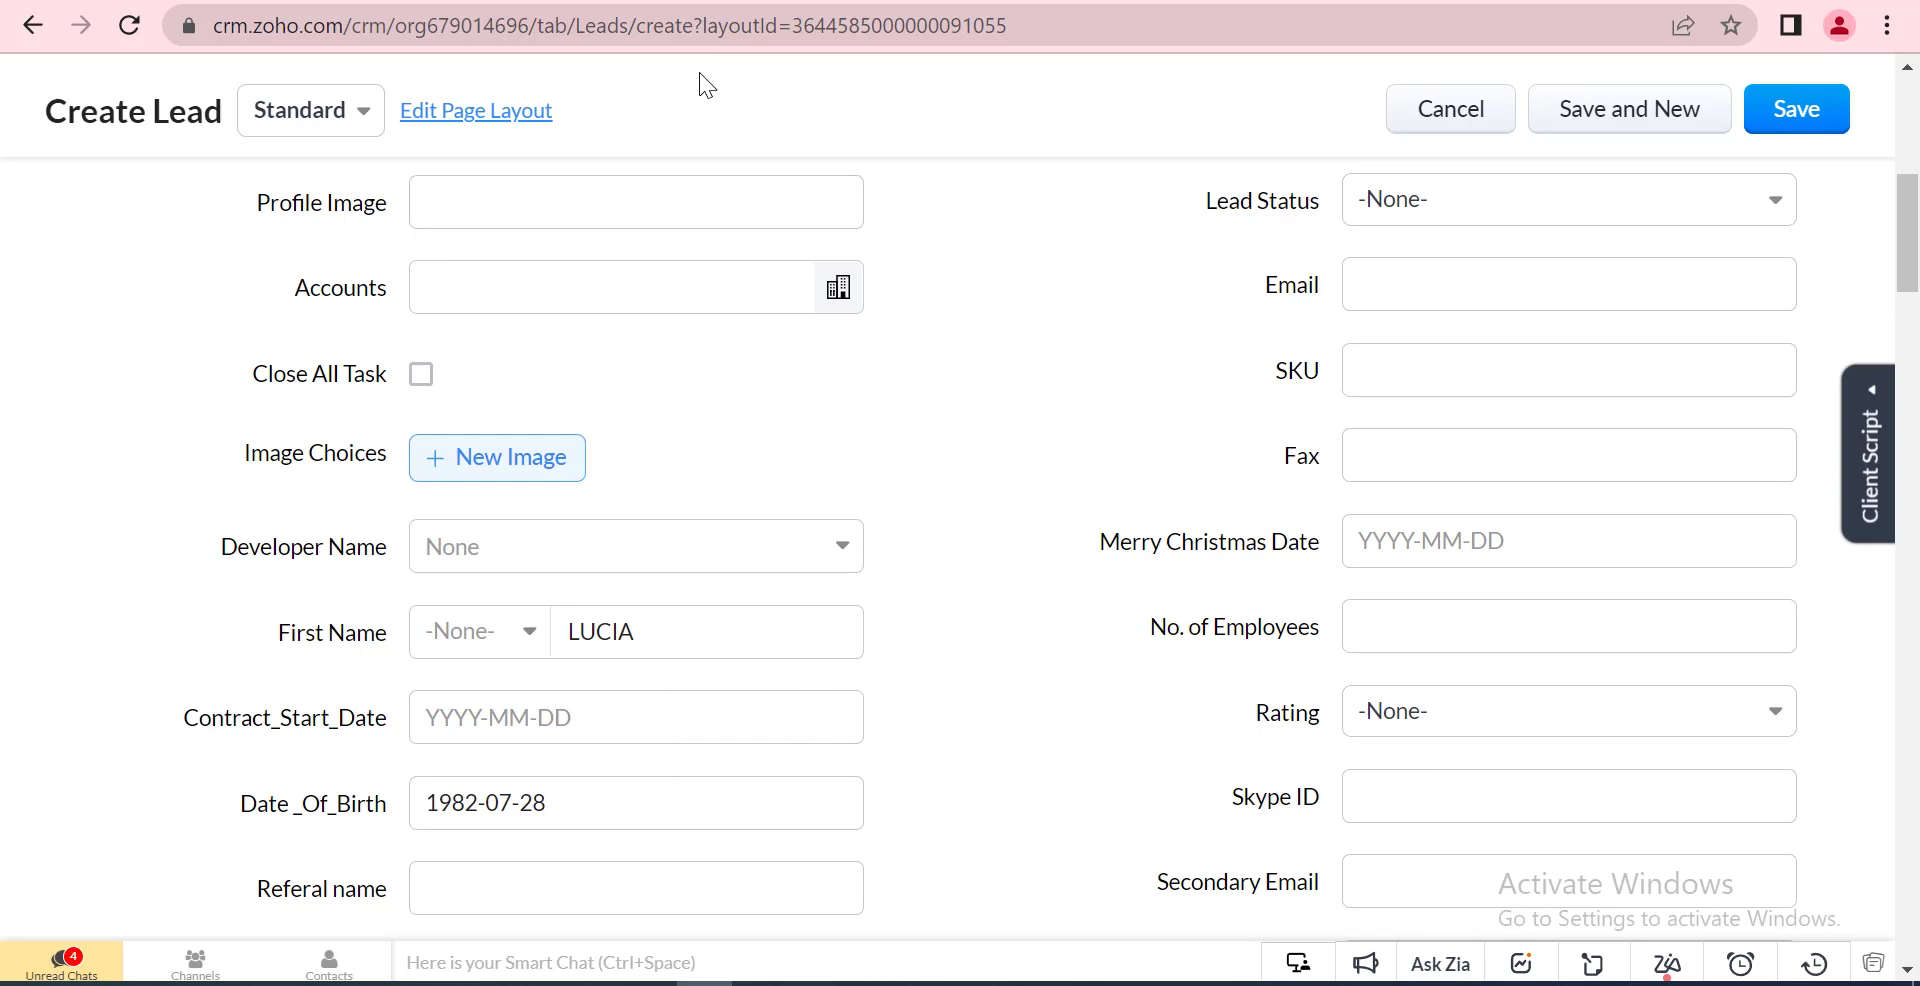 crm.zoho.com/crm/org679014696/tab/Leads/create?layoutId=3644585000000091055
Create Lead Standard Edit Page Layout Cancel Save and New Save
Profile Image
Accounts
Close All Task
Image Choices + New Image
Developer Name None
First Name -None- LUCIA
Contract_Start_Date YYYY-MM-DD
Date _Of_Birth 1982-07-28
Referal name
Lead Status -None-
Email
SKU
Fax
Merry Christmas Date YYYY-MM-DD
No. of Employees
Rating -None-
Skype ID
Secondary Email
Client Script
Activate Windows
Go to Settings to activate Windows.
4
Unread Chats Channels Contacts Here is your Smart Chat (Ctrl+Space) Ask Zia